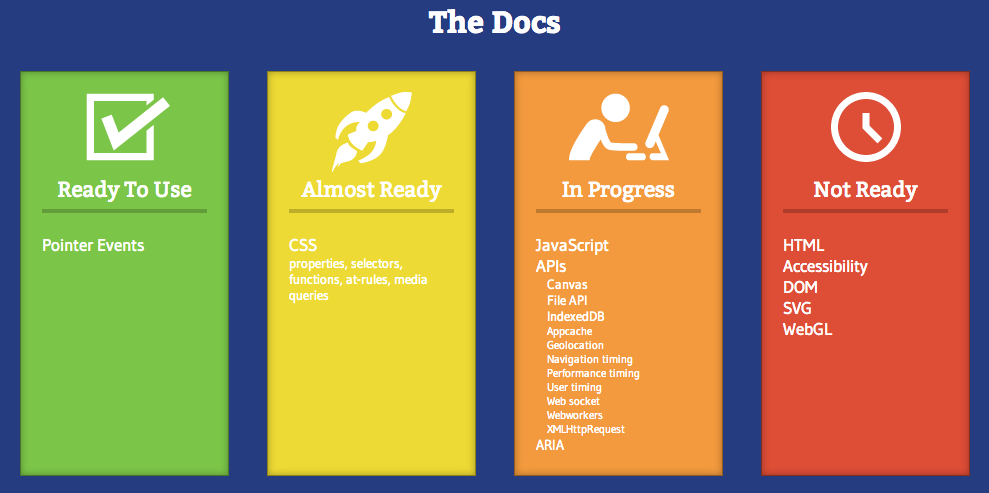 The Docs
Ready To Use
Pointer Events
Almost Ready
CSS
properties, selectors,
functions, at-rules, media
queries
In Progress
JavaScript
APIs
Canvas
File API
IndexedDB
Appcache
Geolocation
Navigation timing
Performance timing
User timing
Web socket
Webworkers
XMLHttpRequest
ARIA
Not Ready
HTML
Accessibility
DOM
SVG
WebGL